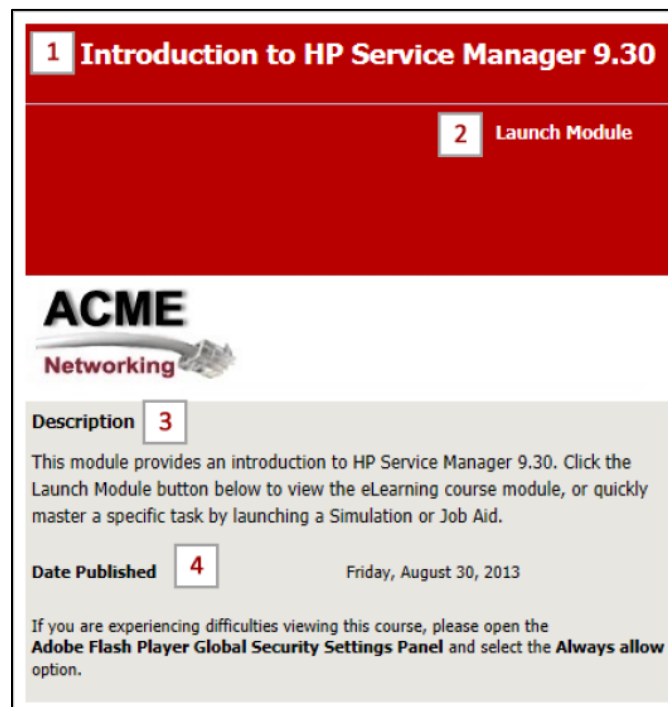 1 Introduction to HP Service Manager 9.30
2 Launch Module
ACME
Networking
Description 3
This module provides an introduction to HP Service Manager 9.30. Click the
Launch Module button below to view the eLearning course module, or quickly
master a specific task by launching a Simulation or Job Aid.
Date Published 4 Friday, August 30, 2013
If you are experiencing difficulties viewing this course, please open the
Adobe Flash Player Global Security Settings Panel and select the Always allow
option.